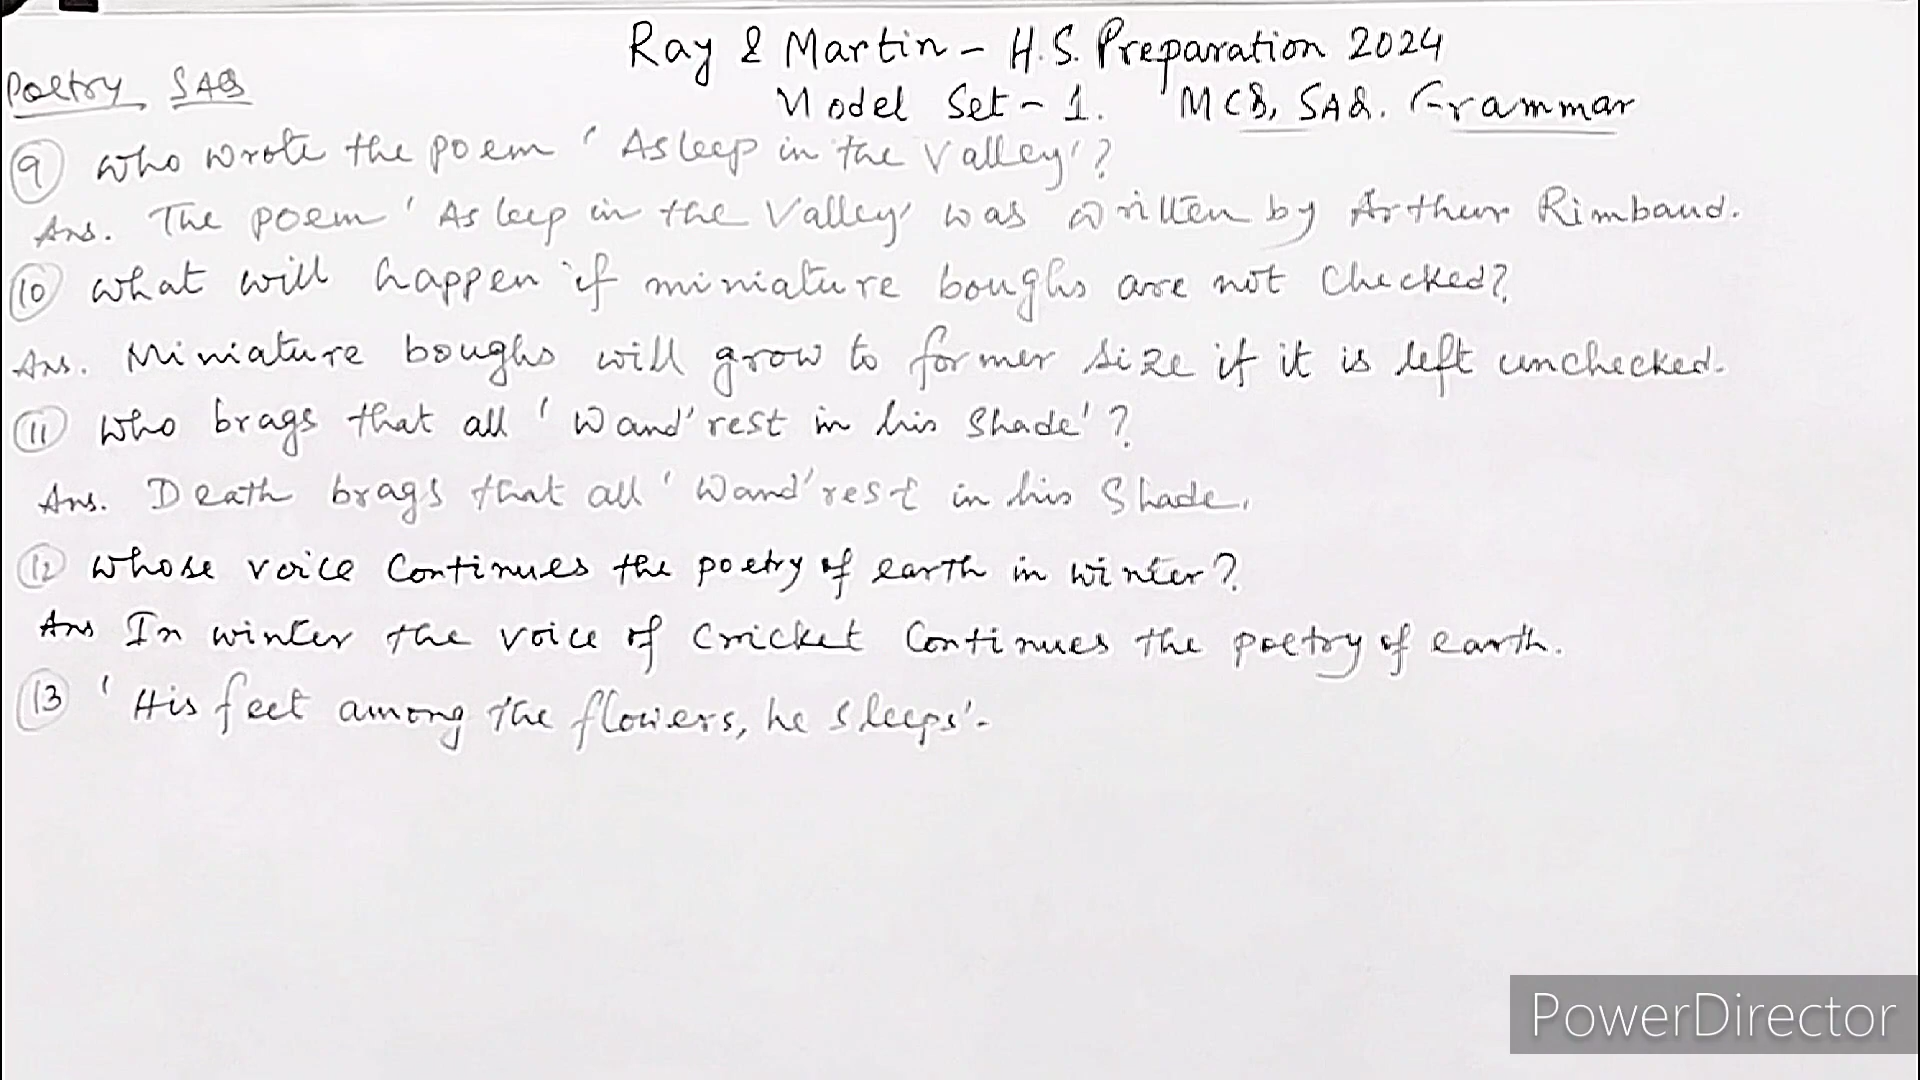 Ray & Martin - H.S. Preparation 2024
Poetry SAQ
Model Set - 1. MCQ, SAQ. Grammar
9 Who wrote the poem 'Asleep in the Valley'?
Ans. The poem 'Asleep in the Valley' was written by Arthur Rimbaud.
10 What will happen if miniature boughs are not checked?
Ans. Miniature boughs will grow to former size if it is left unchecked.
11 Who brags that all 'Wand'rest in his shade'?
Ans. Death brags that all 'Wand'rest in his Shade.
12 Whose voice Continues the poetry of earth in winter?
Ans In winter the voice of Cricket Continues the poetry of earth.
13 'His feet among the flowers, he sleeps'-
PowerDirector